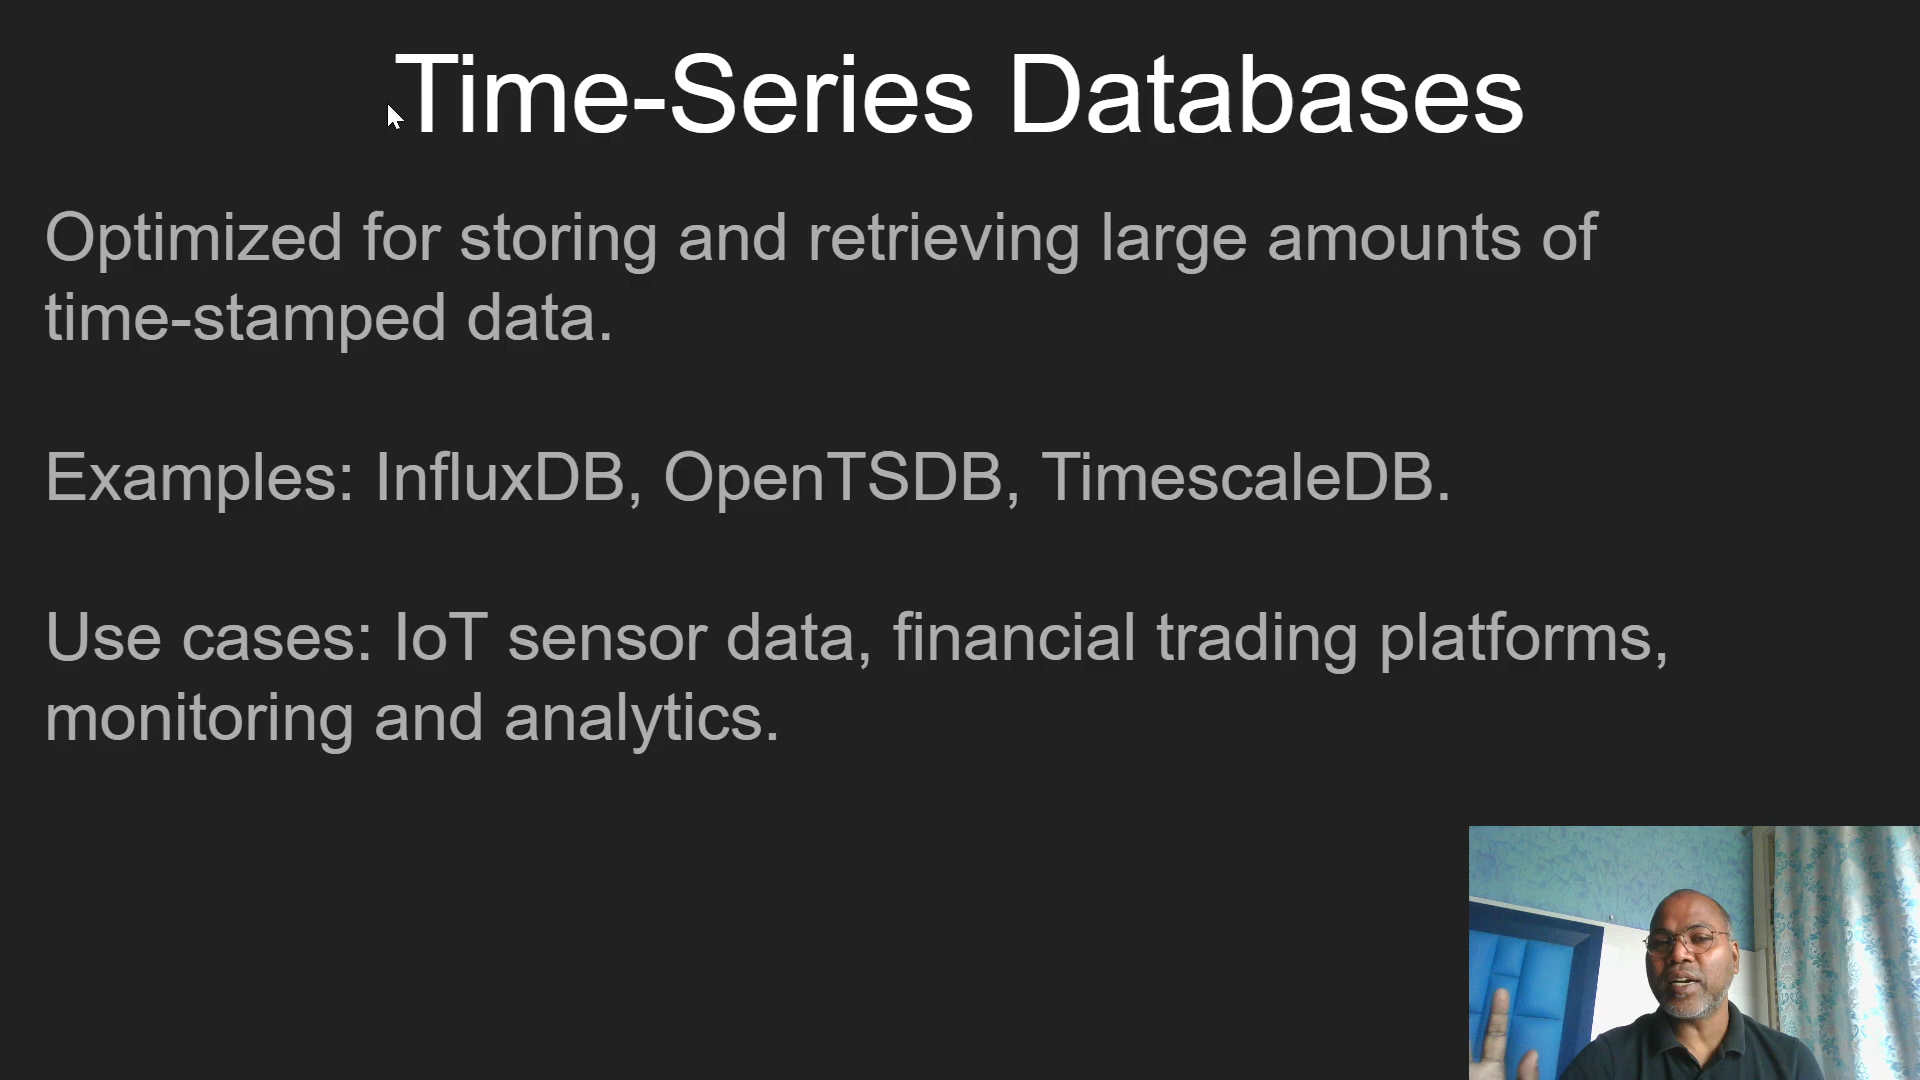 Time-Series Databases
Optimized for storing and retrieving large amounts of
time-stamped data.
Examples: InfluxDB, OpenTSDB, TimescaleDB.
Use cases: IoT sensor data, financial trading platforms,
monitoring and analytics.